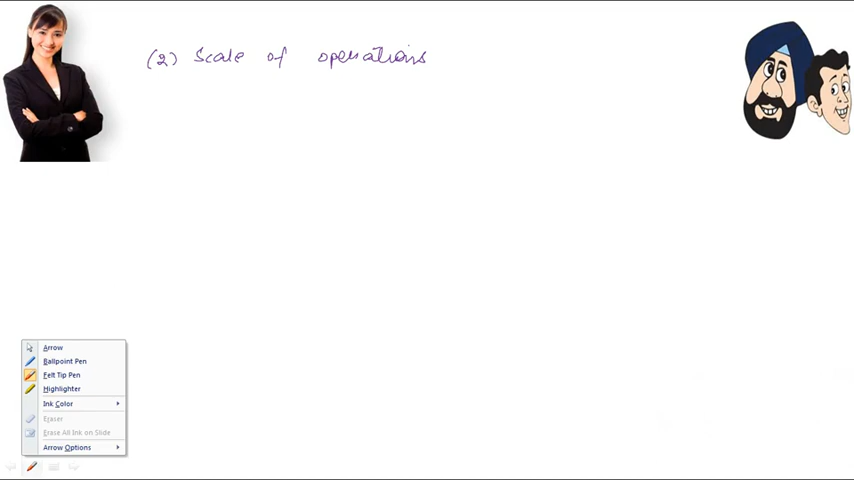 (2) Scale of operations
Arrow
Ballpoint Pen
Felt Tip Pen
Highlighter
Ink Color
Eraser
Erase All Ink on Slide
Arrow Options